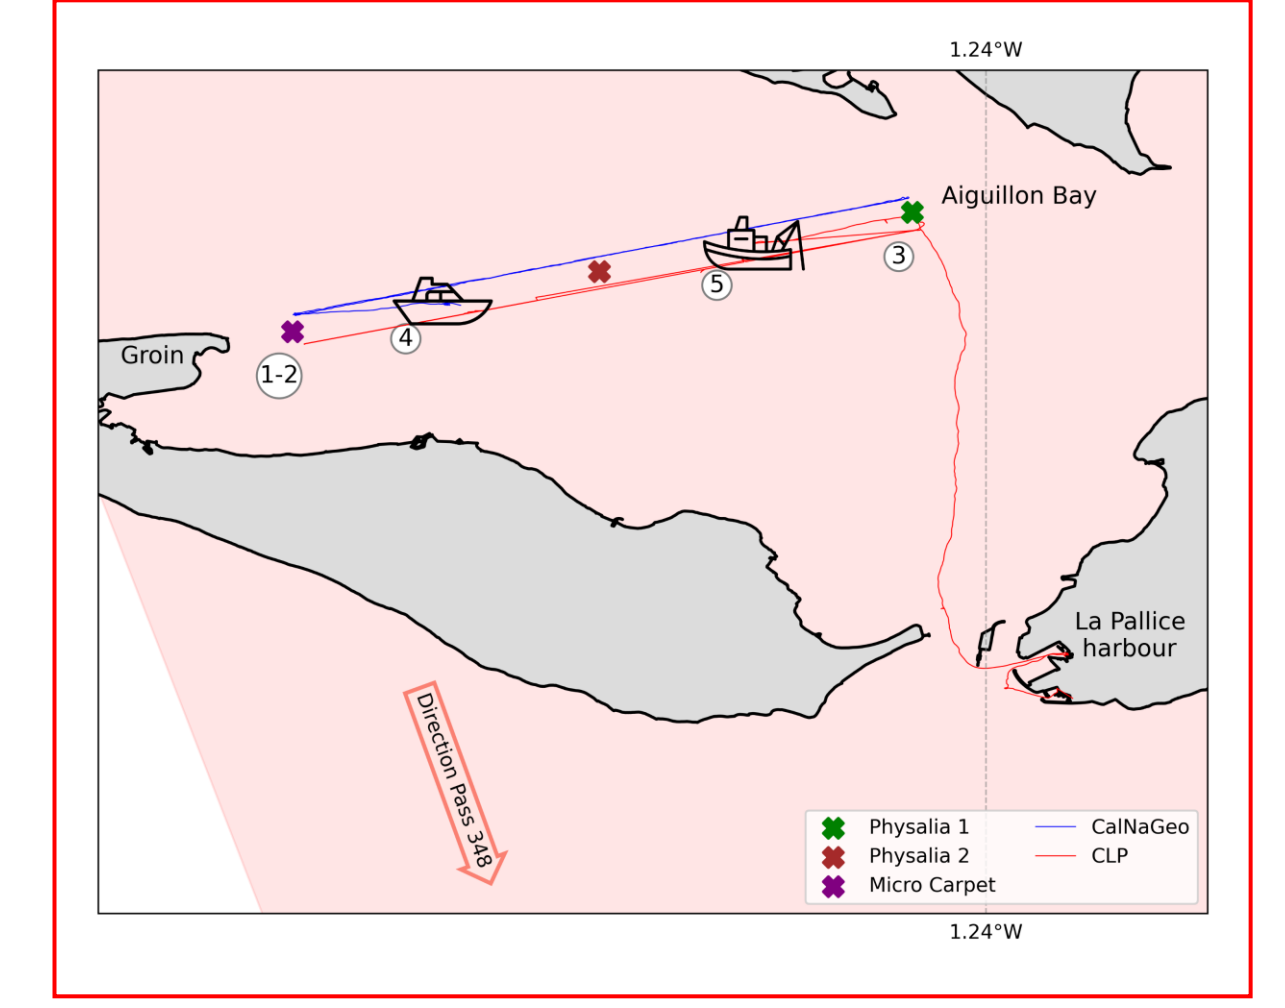 1.24°W
Aiguillon Bay
3
5
4
Groin
1-2
La Pallice
harbour
Direction Pass 348
Physalia 1
Physalia 2
Micro Carpet
CalNaGeo
CLP
1.24°W